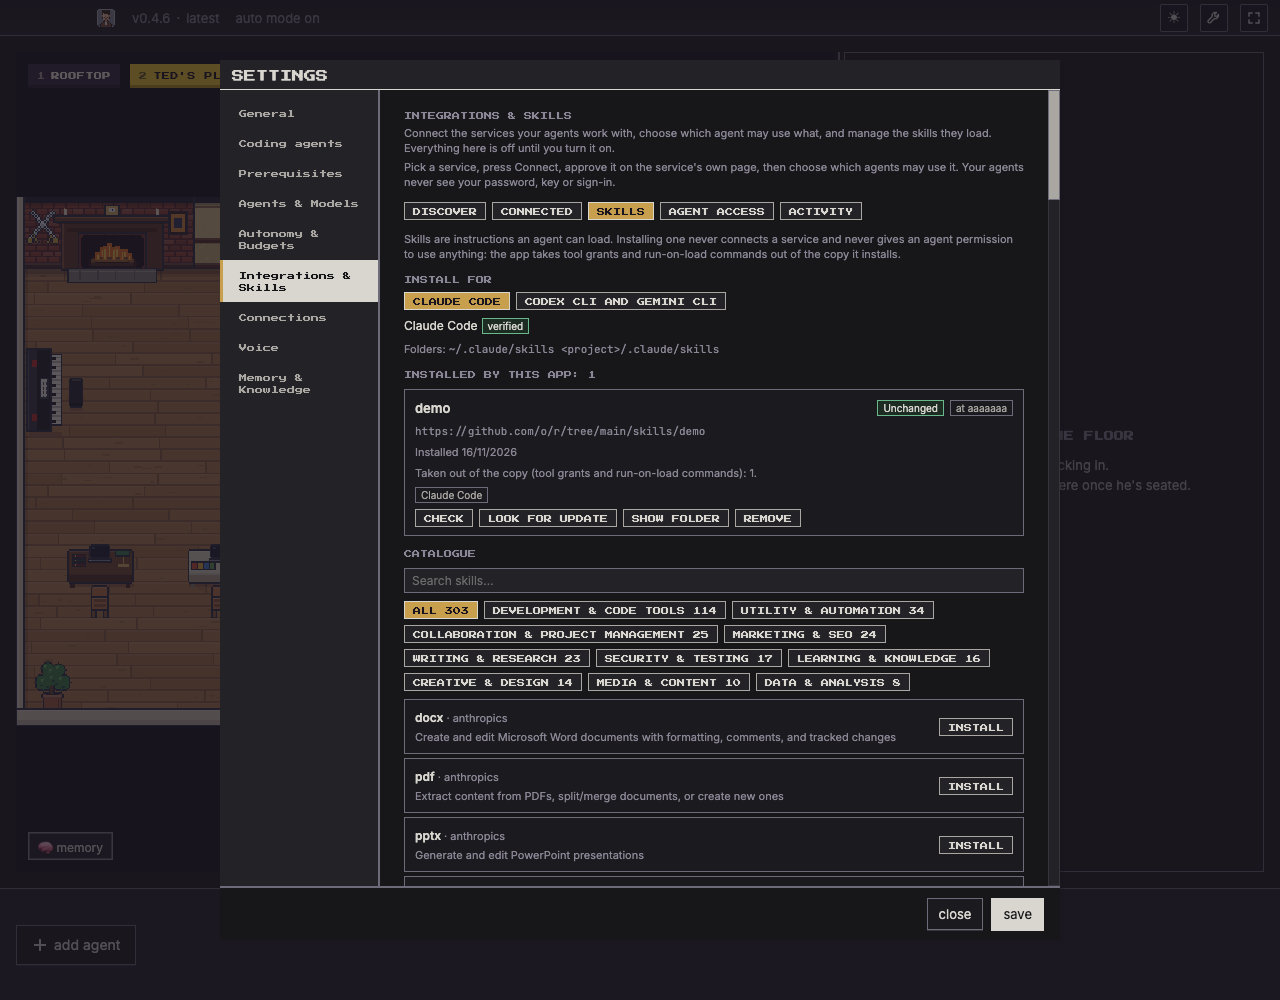 v0.4.6 · latest auto mode on
1 ROOFTOP
2 TED'S PL
SETTINGS
General
Coding agents
Prerequisites
Agents & Models
Autonomy &
Budgets
Integrations &
Skills
Connections
Voice
Memory &
Knowledge
INTEGRATIONS & SKILLS
Connect the services your agents work with, choose which agent may use what, and manage the skills they load.
Everything here is off until you turn it on.
Pick a service, press Connect, approve it on the service's own page, then choose which agents may use it. Your agents
never see your password, key or sign-in.
DISCOVER CONNECTED SKILLS AGENT ACCESS ACTIVITY
Skills are instructions an agent can load. Installing one never connects a service and never gives an agent permission
to use anything: the app takes tool grants and run-on-load commands out of the copy it installs.
INSTALL FOR
CLAUDE CODE CODEX CLI AND GEMINI CLI
Claude Code verified
Folders: ~/.claude/skills <project>/.claude/skills
INSTALLED BY THIS APP: 1
demo Unchanged at aaaaaaa
https://github.com/o/r/tree/main/skills/demo
Installed 16/11/2026
Taken out of the copy (tool grants and run-on-load commands): 1.
Claude Code
CHECK LOOK FOR UPDATE SHOW FOLDER REMOVE
CATALOGUE
Search skills...
ALL 303 DEVELOPMENT & CODE TOOLS 114 UTILITY & AUTOMATION 34
COLLABORATION & PROJECT MANAGEMENT 25 MARKETING & SEO 24
WRITING & RESEARCH 23 SECURITY & TESTING 17 LEARNING & KNOWLEDGE 16
CREATIVE & DESIGN 14 MEDIA & CONTENT 10 DATA & ANALYSIS 8
docx · anthropics
Create and edit Microsoft Word documents with formatting, comments, and tracked changes
INSTALL
pdf · anthropics
Extract content from PDFs, split/merge documents, or create new ones
INSTALL
pptx · anthropics
Generate and edit PowerPoint presentations
INSTALL
close save
E FLOOR
cking in.
ere once he's seated.
memory
+ add agent